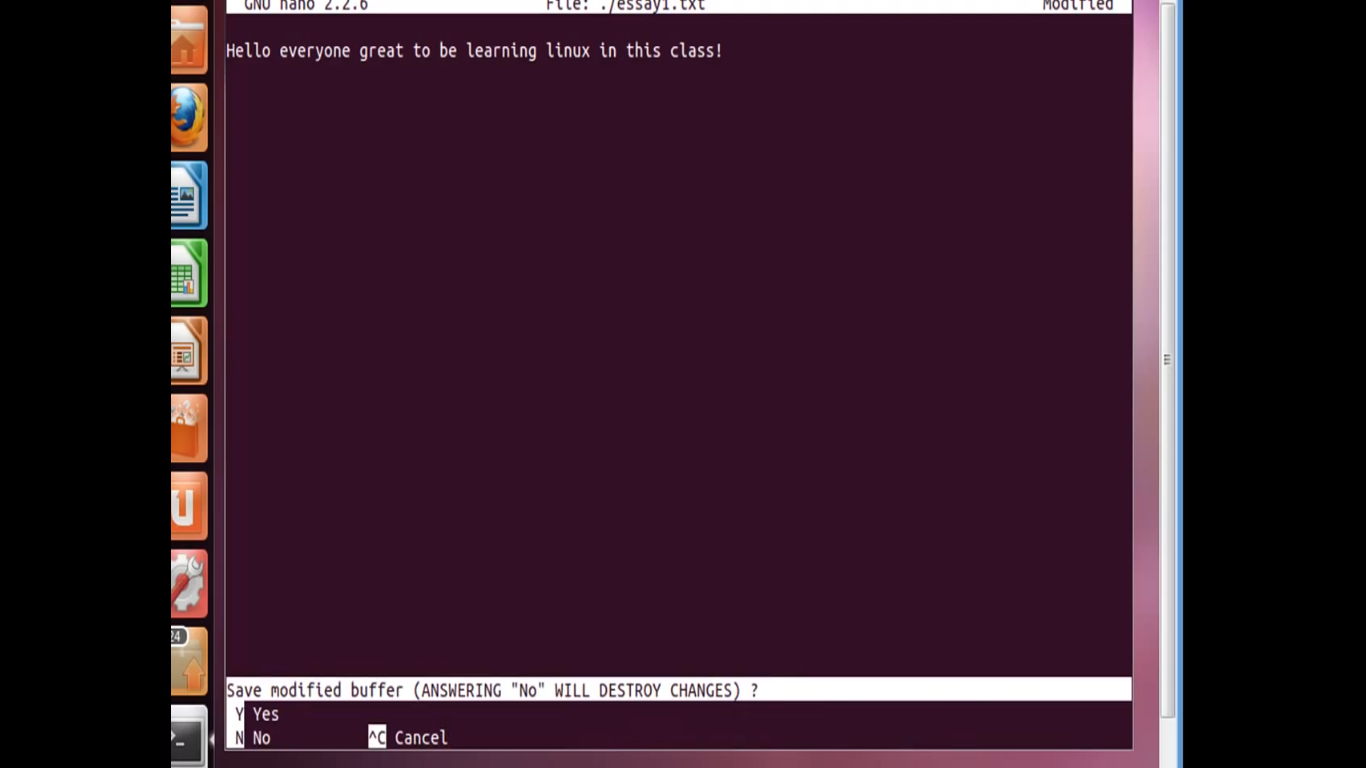 GNU nano 2.2.6 File: ./essay1.txt Modified
Hello everyone great to be learning linux in this class!
Save modified buffer (ANSWERING "No" WILL DESTROY CHANGES) ?
Y Yes
N No ^C Cancel
24